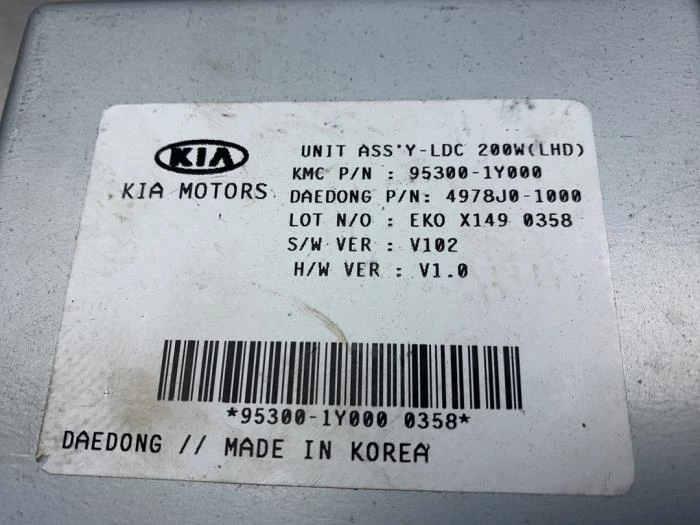 KIA
KIA MOTORS
UNIT ASS'Y-LDC 200W(LHD)
KMC P/N : 95300-1Y000
DAEDONG P/N: 4978J0-1000
LOT N/O : EKO X149 0358
S/W VER : V102
H/W VER : V1.0
*95300-1Y000 0358*
DAEDONG // MADE IN KOREA